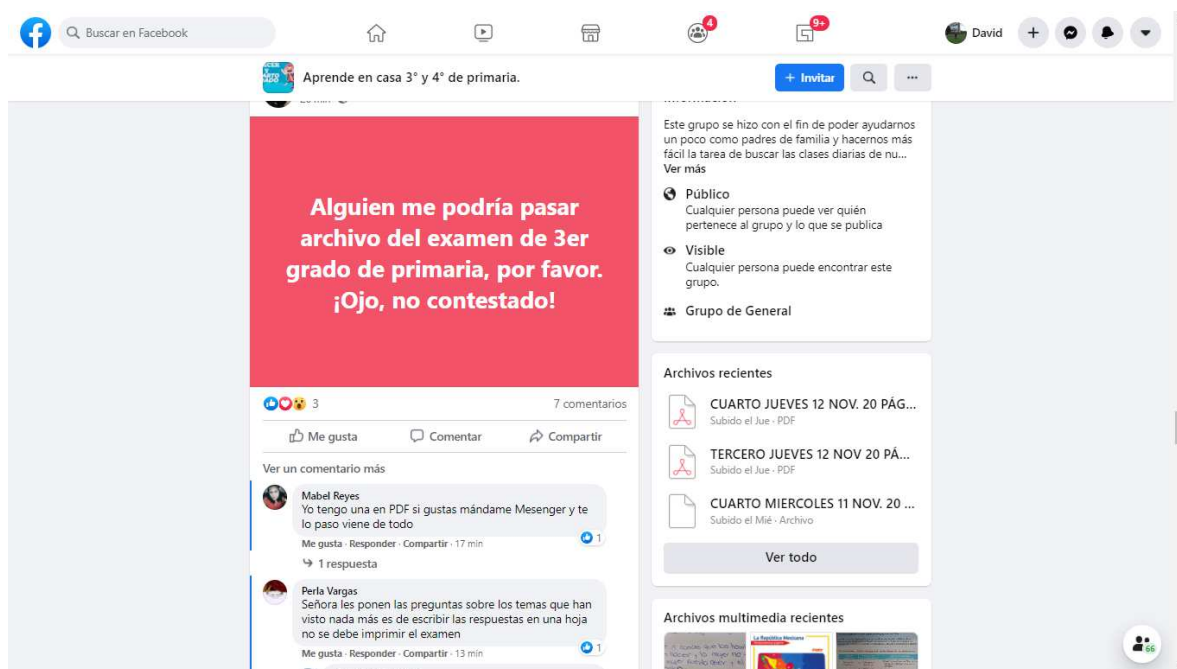 Buscar en Facebook
4
9+
David
Aprende en casa 3° y 4° de primaria.
+ Invitar
Alguien me podría pasar
archivo del examen de 3er
grado de primaria, por favor.
¡Ojo, no contestado!
3
7 comentarios
Me gusta
Comentar
Compartir
Ver un comentario más
Mabel Reyes
Yo tengo una en PDF si gustas mándame Mesenger y te
lo paso viene de todo
Me gusta · Responder · Compartir · 17 min
1
1 respuesta
Perla Vargas
Señora les ponen las preguntas sobre los temas que han
visto nada más es de escribir las respuestas en una hoja
no se debe imprimir el examen
Me gusta · Responder · Compartir · 13 min
1
Este grupo se hizo con el fin de poder ayudarnos
un poco como padres de familia y hacernos más
fácil la tarea de buscar las clases diarias de nu...
Ver más
Público
Cualquier persona puede ver quién
pertenece al grupo y lo que se publica
Visible
Cualquier persona puede encontrar este
grupo.
Grupo de General
Archivos recientes
CUARTO JUEVES 12 NOV. 20 PÁG...
Subido el Jue · PDF
TERCERO JUEVES 12 NOV 20 PÁ...
Subido el Jue · PDF
CUARTO MIERCOLES 11 NOV. 20 ...
Subido el Mié · Archivo
Ver todo
Archivos multimedia recientes
La República Mexicana
66